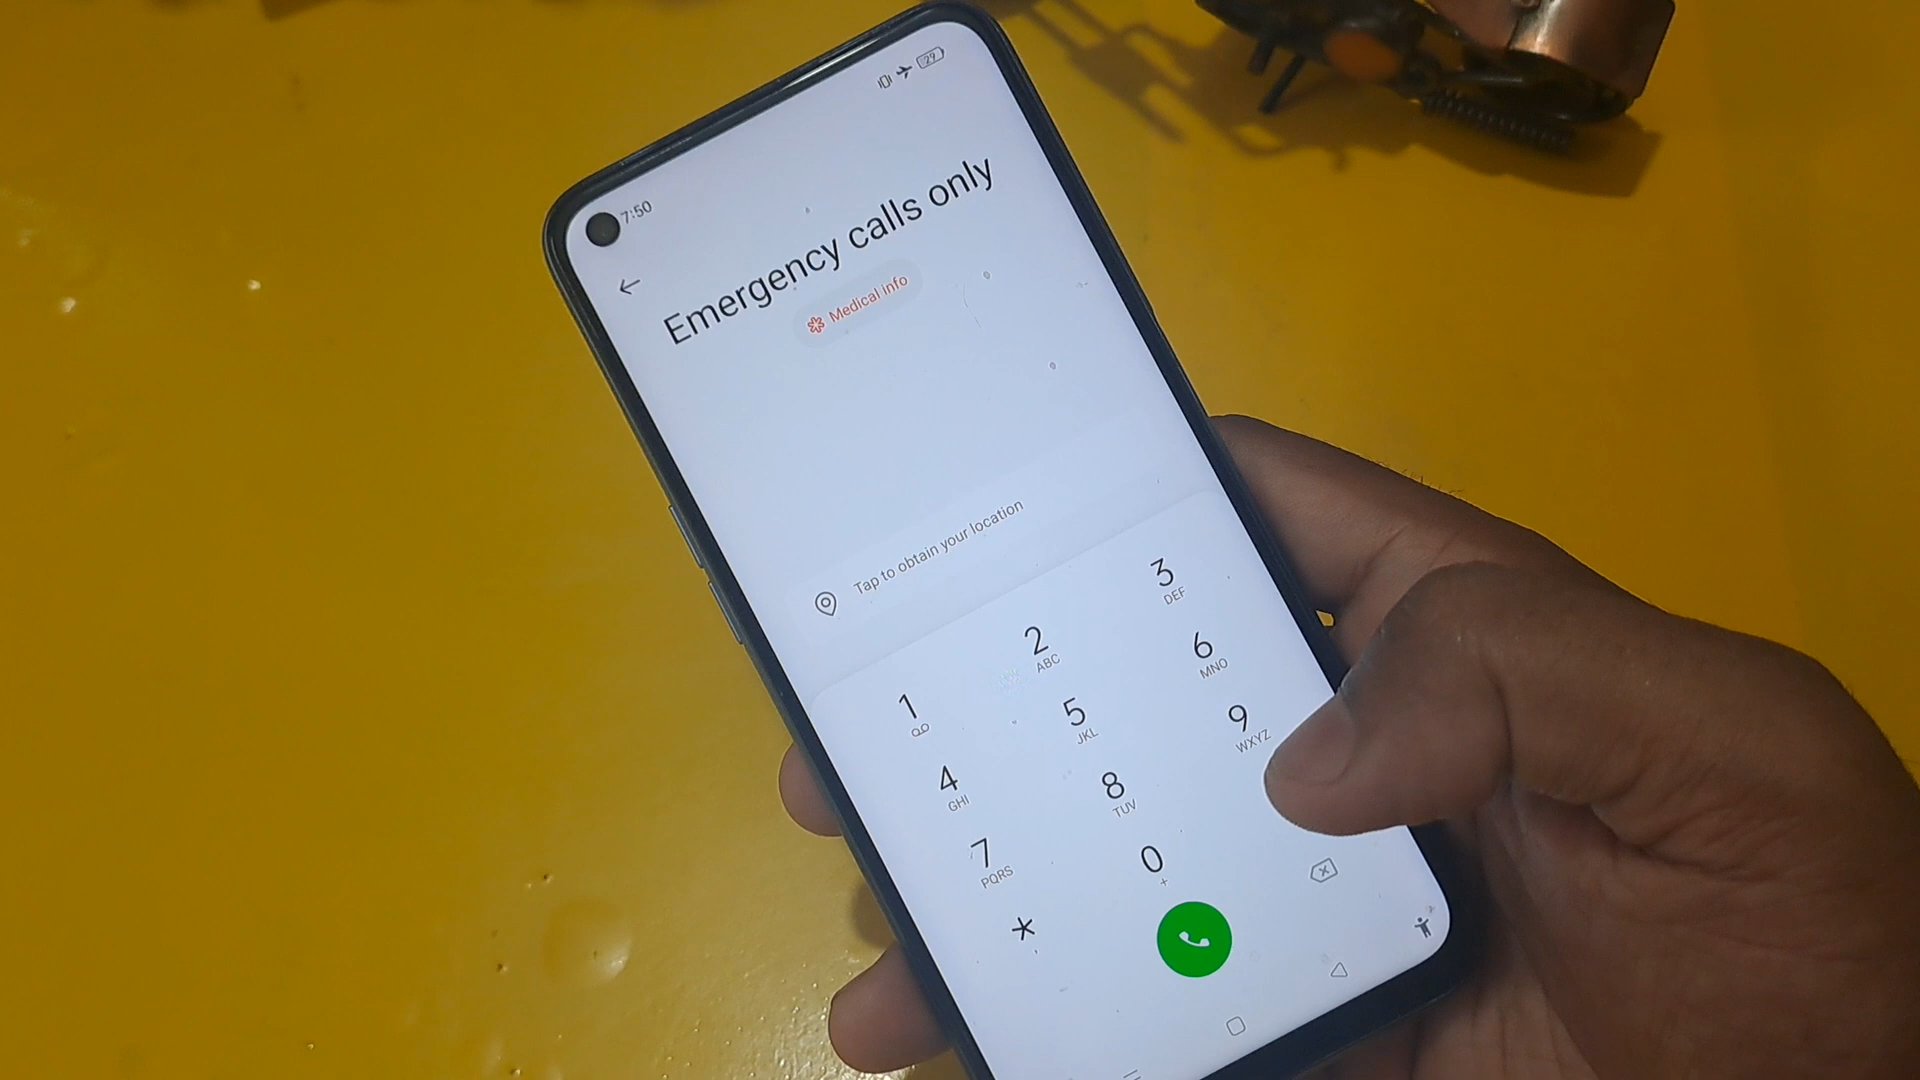 7:50
29
Emergency calls only
Medical info
Tap to obtain your location
1
2 ABC
3 DEF
4 GHI
5 JKL
6 MNO
7 PQRS
8 TUV
9 WXYZ
*
0 +